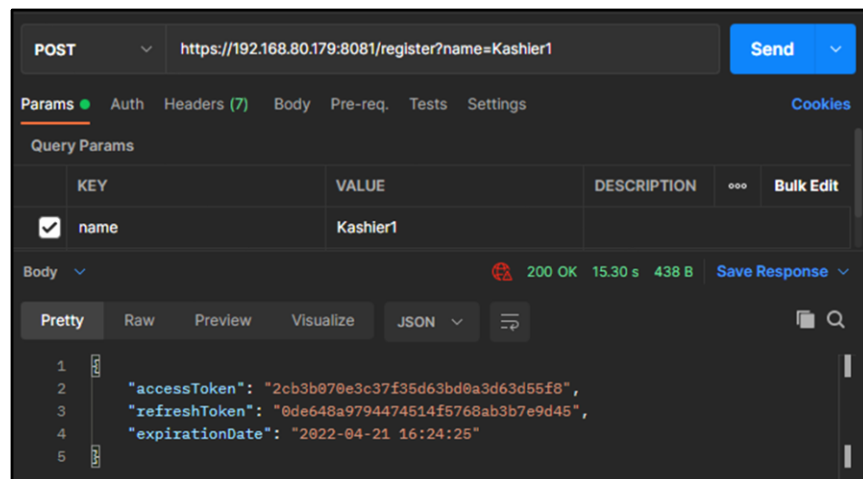 POST https://192.168.80.179:8081/register?name=Kashier1 Send
Params Auth Headers (7) Body Pre-req. Tests Settings Cookies
Query Params
KEY VALUE DESCRIPTION ooo Bulk Edit
name Kashier1
Body 200 OK 15.30 s 438 B Save Response
Pretty Raw Preview Visualize JSON
1 {
2 "accessToken": "2cb3b070e3c37f35d63bd0a3d63d55f8",
3 "refreshToken": "0de648a9794474514f5768ab3b7e9d45",
4 "expirationDate": "2022-04-21 16:24:25"
5 }